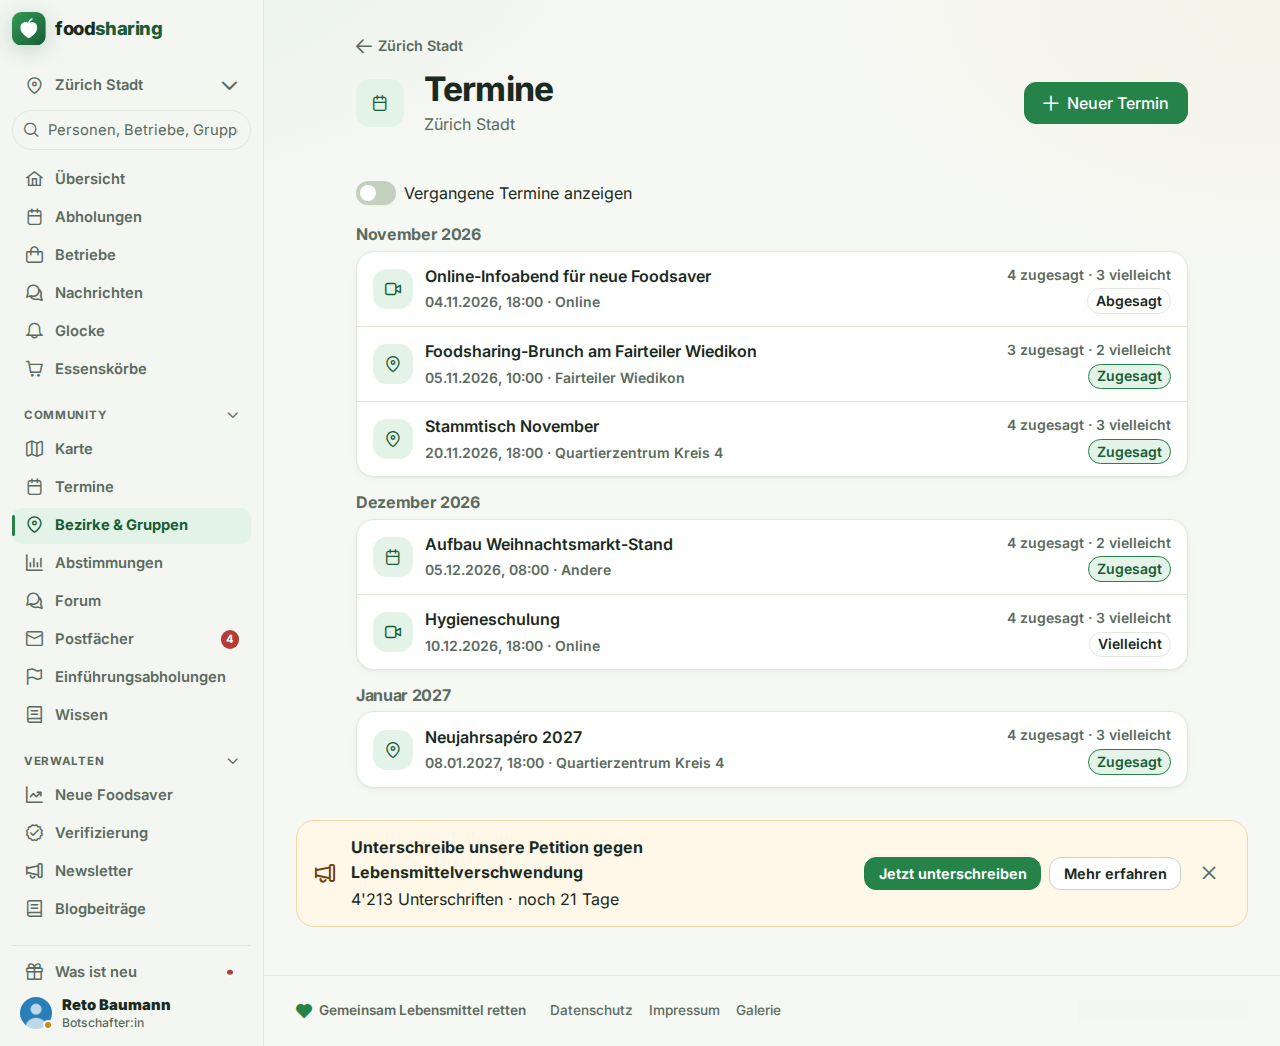 foodsharing
Zürich Stadt
Personen, Betriebe, Grupp
Übersicht
Abholungen
Betriebe
Nachrichten
Glocke
Essenskörbe
COMMUNITY
Karte
Termine
Bezirke & Gruppen
Abstimmungen
Forum
Postfächer 4
Einführungsabholungen
Wissen
VERWALTEN
Neue Foodsaver
Verifizierung
Newsletter
Blogbeiträge
Was ist neu
Reto Baumann
Botschafter:in
Zürich Stadt
Termine
Zürich Stadt
Neuer Termin
Vergangene Termine anzeigen
November 2026
Online-Infoabend für neue Foodsaver
04.11.2026, 18:00 · Online
4 zugesagt · 3 vielleicht
Abgesagt
Foodsharing-Brunch am Fairteiler Wiedikon
05.11.2026, 10:00 · Fairteiler Wiedikon
3 zugesagt · 2 vielleicht
Zugesagt
Stammtisch November
20.11.2026, 18:00 · Quartierzentrum Kreis 4
4 zugesagt · 3 vielleicht
Zugesagt
Dezember 2026
Aufbau Weihnachtsmarkt-Stand
05.12.2026, 08:00 · Andere
4 zugesagt · 2 vielleicht
Zugesagt
Hygieneschulung
10.12.2026, 18:00 · Online
4 zugesagt · 3 vielleicht
Vielleicht
Januar 2027
Neujahrsapéro 2027
08.01.2027, 18:00 · Quartierzentrum Kreis 4
4 zugesagt · 3 vielleicht
Zugesagt
Unterschreibe unsere Petition gegen
Lebensmittelverschwendung
4'213 Unterschriften · noch 21 Tage
Jetzt unterschreiben
Mehr erfahren
Gemeinsam Lebensmittel retten
Datenschutz
Impressum
Galerie